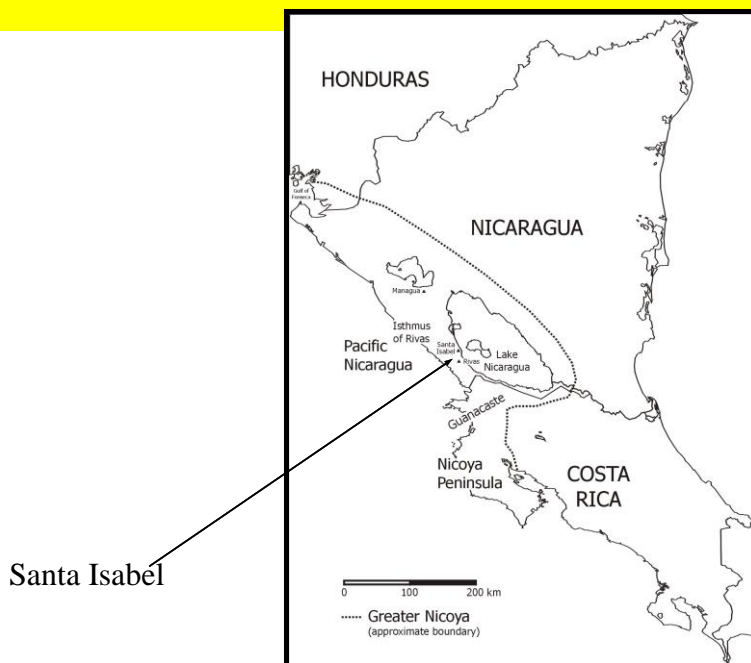 HONDURAS
Gulf of
Fonseca
NICARAGUA
Managua
Isthmus
of Rivas
Pacific
Nicaragua
Santa
Isabel
Rivas
Lake
Nicaragua
Guanacaste
Nicoya
Peninsula
COSTA
RICA
Santa Isabel
0 100 200 km
Greater Nicoya
(approximate boundary)